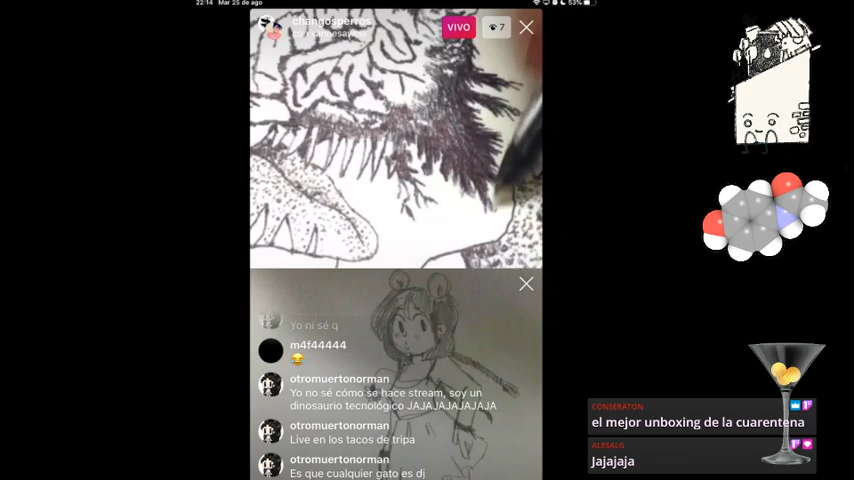 22:14 Mar 25 de ago
53%
changosperros
VIVO
7
Yo ni sé q
m4f44444
😂
otromuertonorman
Yo no sé cómo se hace stream, soy un
dinosaurio tecnológico JAJAJAJAJAJAJA
otromuertonorman
Live en los tacos de tripa
otromuertonorman
Es que cualquier gato es dj
CONSERATON
el mejor unboxing de la cuarentena
ALESALG
Jajajaja